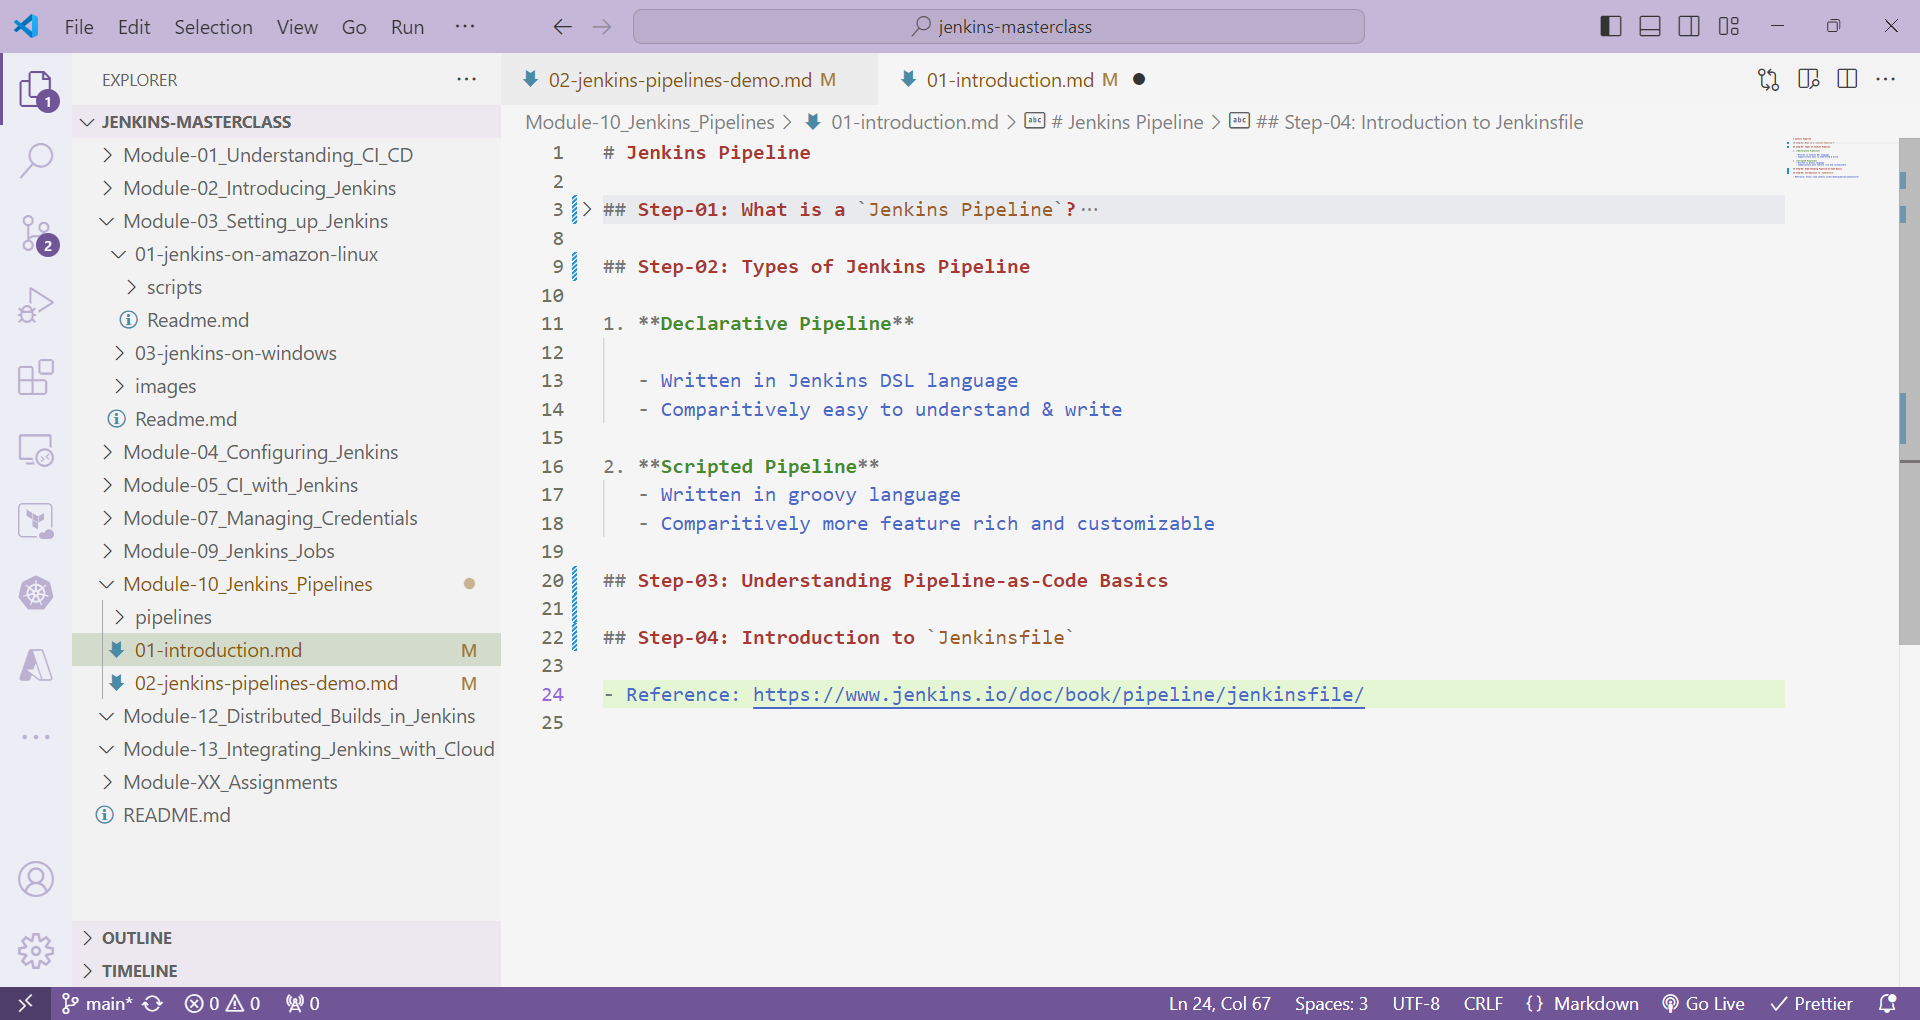 File Edit Selection View Go Run ···
jenkins-masterclass
EXPLORER ···
JENKINS-MASTERCLASS
Module-01_Understanding_CI_CD
Module-02_Introducing_Jenkins
Module-03_Setting_up_Jenkins
01-jenkins-on-amazon-linux
scripts
Readme.md
03-jenkins-on-windows
images
Readme.md
Module-04_Configuring_Jenkins
Module-05_CI_with_Jenkins
Module-07_Managing_Credentials
Module-09_Jenkins_Jobs
Module-10_Jenkins_Pipelines
pipelines
01-introduction.md M
02-jenkins-pipelines-demo.md M
Module-12_Distributed_Builds_in_Jenkins
Module-13_Integrating_Jenkins_with_Cloud
Module-XX_Assignments
README.md
OUTLINE
TIMELINE
1
2
02-jenkins-pipelines-demo.md M
01-introduction.md M
Module-10_Jenkins_Pipelines > 01-introduction.md > # Jenkins Pipeline > ## Step-04: Introduction to Jenkinsfile
1 # Jenkins Pipeline
2
3 ## Step-01: What is a `Jenkins Pipeline`?···
8
9 ## Step-02: Types of Jenkins Pipeline
10
11 1. **Declarative Pipeline**
12
13 - Written in Jenkins DSL language
14 - Comparitively easy to understand & write
15
16 2. **Scripted Pipeline**
17 - Written in groovy language
18 - Comparitively more feature rich and customizable
19
20 ## Step-03: Understanding Pipeline-as-Code Basics
21
22 ## Step-04: Introduction to `Jenkinsfile`
23
24 - Reference: https://www.jenkins.io/doc/book/pipeline/jenkinsfile/
25
main* 0 0 0 Ln 24, Col 67 Spaces: 3 UTF-8 CRLF {} Markdown Go Live Prettier